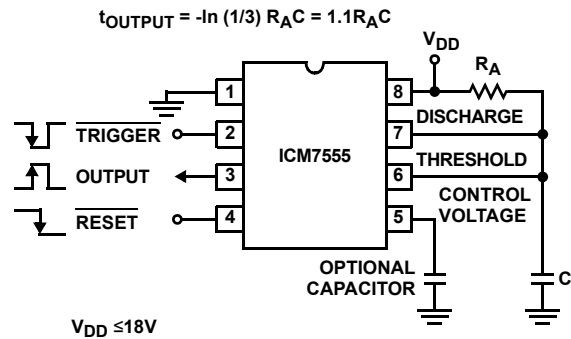 tOUTPUT = -ln (1/3) RAC = 1.1RAC
VDD
RA
1
8
DISCHARGE
TRIGGER
2
7
ICM7555
OUTPUT
3
6
THRESHOLD
CONTROL
VOLTAGE
RESET
4
5
OPTIONAL
CAPACITOR
C
VDD ≤18V